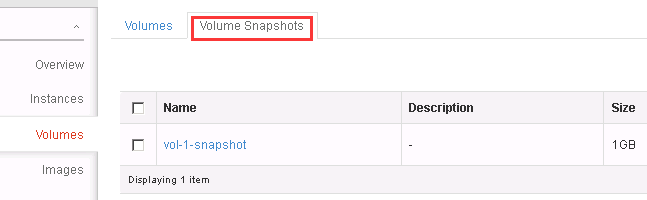 Volumes Volume Snapshots
Overview
Instances
Volumes
Images
Name Description Size
vol-1-snapshot - 1GB
Displaying 1 item